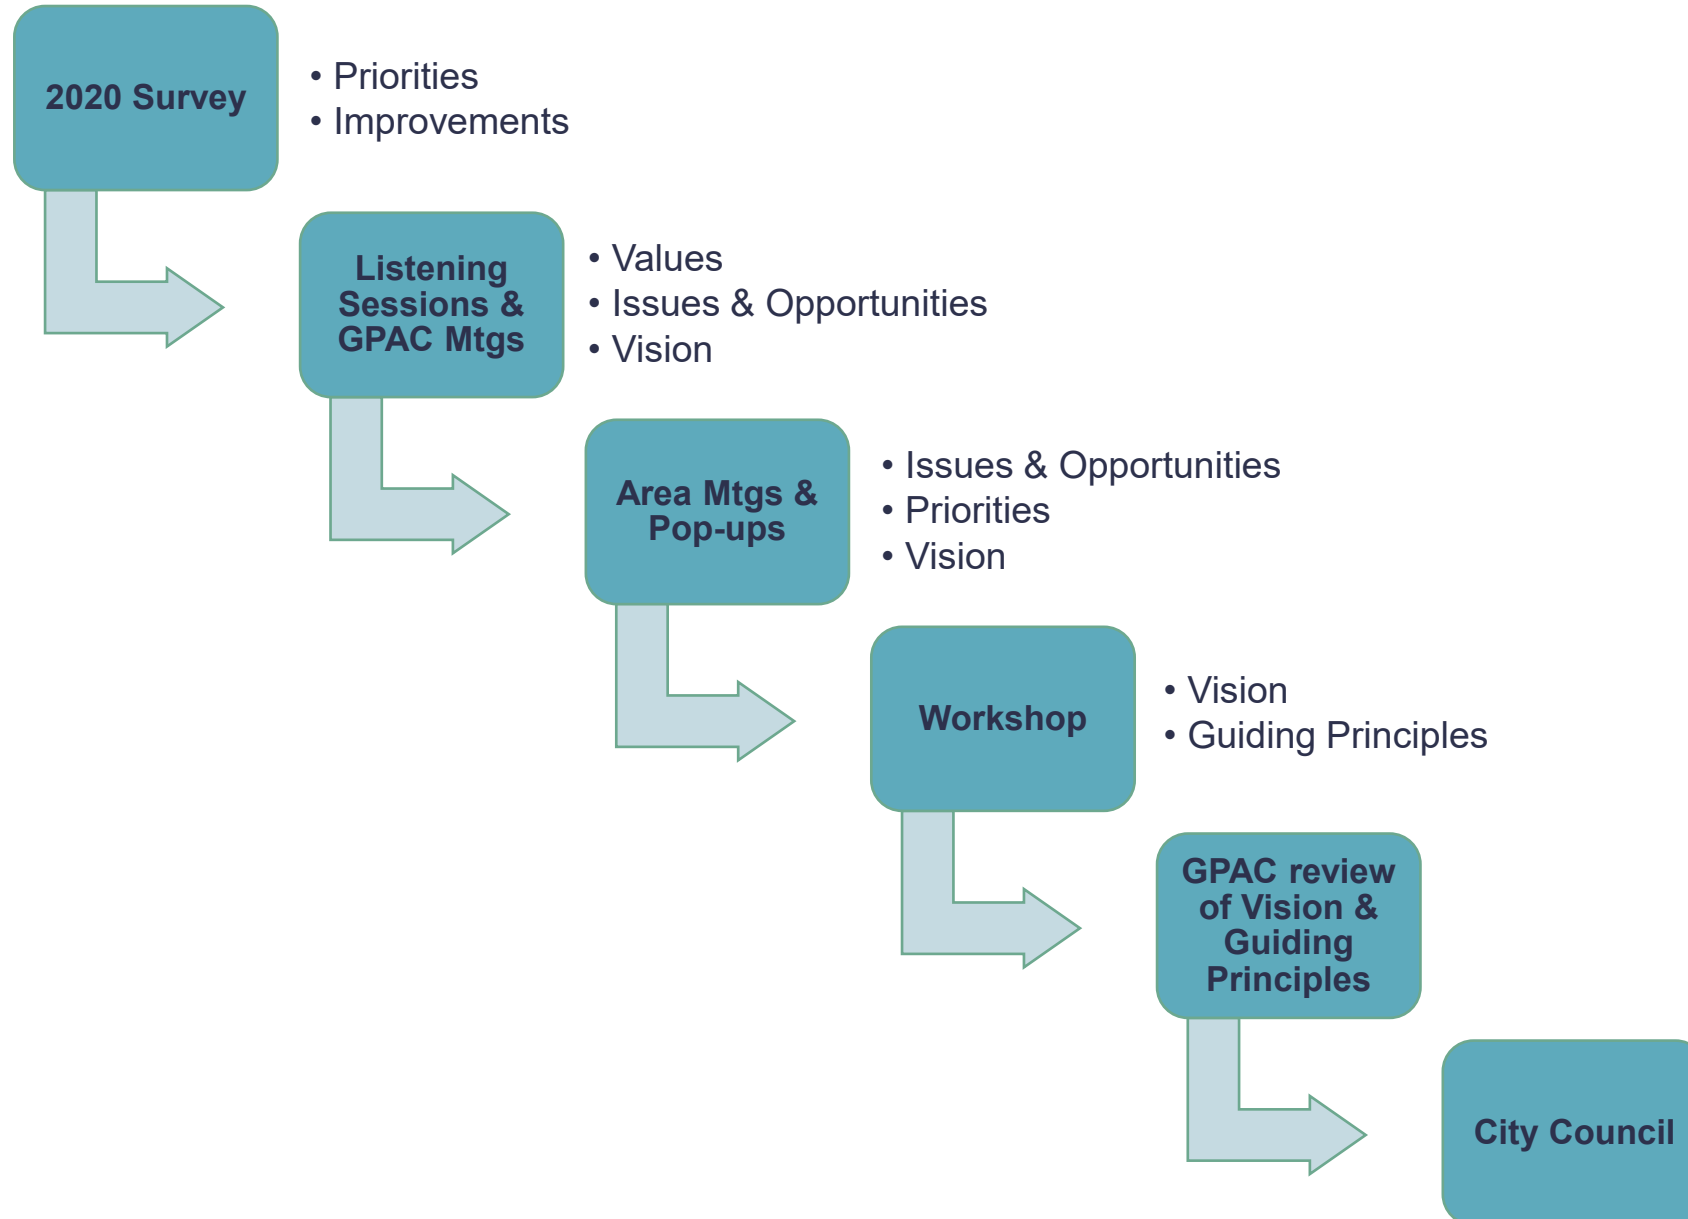 2020 Survey
• Priorities
• Improvements
Listening
Sessions &
GPAC Mtgs
• Values
• Issues & Opportunities
• Vision
Area Mtgs &
Pop-ups
• Issues & Opportunities
• Priorities
• Vision
Workshop
• Vision
• Guiding Principles
GPAC review
of Vision &
Guiding
Principles
City Council